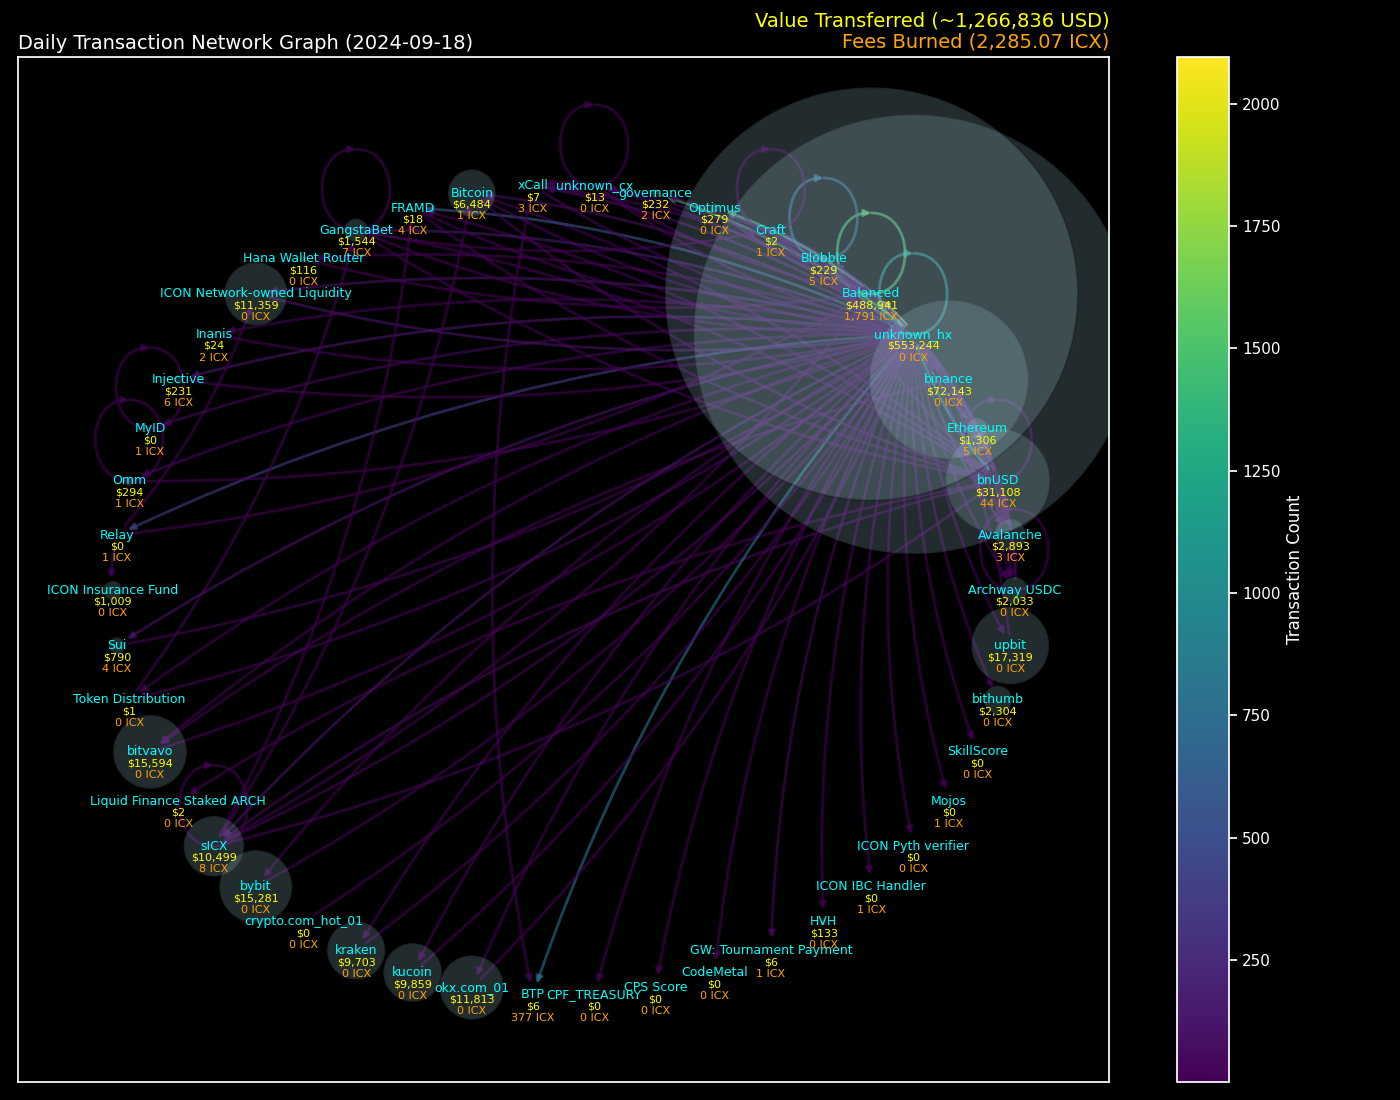 Value Transferred (~1,266,836 USD)
Daily Transaction Network Graph (2024-09-18)
Fees Burned (2,285.07 ICX)
xCall
$7
3 ICX
unknown_cx
$13
0 ICX
_governance
$232
2 ICX
Bitcoin
$6,484
1 ICX
Optimus
$279
0 ICX
FRAMD
$18
4 ICX
GangstaBet
$1,544
7 ICX
Craft
$2
1 ICX
Hana Wallet Router
$116
0 ICX
Blobble
$229
5 ICX
ICON Network-owned Liquidity
$11,359
0 ICX
Balanced
$488,941
1,791 ICX
Inanis
$24
2 ICX
unknown_hx
$553,244
0 ICX
Injective
$231
6 ICX
binance
$72,143
0 ICX
MyID
$0
1 ICX
Ethereum
$1,306
5 ICX
Omm
$294
1 ICX
bnUSD
$31,108
44 ICX
Relay
$0
1 ICX
Avalanche
$2,893
3 ICX
ICON Insurance Fund
$1,009
0 ICX
Archway USDC
$2,033
0 ICX
Sui
$790
4 ICX
upbit
$17,319
0 ICX
Token Distribution
$1
0 ICX
bithumb
$2,304
0 ICX
bitvavo
$15,594
0 ICX
SkillScore
$0
0 ICX
Liquid Finance Staked ARCH
$2
0 ICX
Mojos
$0
1 ICX
sICX
$10,499
8 ICX
ICON Pyth verifier
$0
0 ICX
bybit
$15,281
0 ICX
ICON IBC Handler
$0
1 ICX
crypto.com_hot_01
$0
0 ICX
HVH
$133
0 ICX
kraken
$9,703
0 ICX
GW: Tournament Payment
$6
1 ICX
kucoin
$9,859
0 ICX
CodeMetal
$0
0 ICX
okx.com_01
$11,813
0 ICX
CPS Score
$0
0 ICX
BTP
$6
377 ICX
CPF_TREASURY
$0
0 ICX
2000
1750
1500
1250
1000
750
500
250
Transaction Count